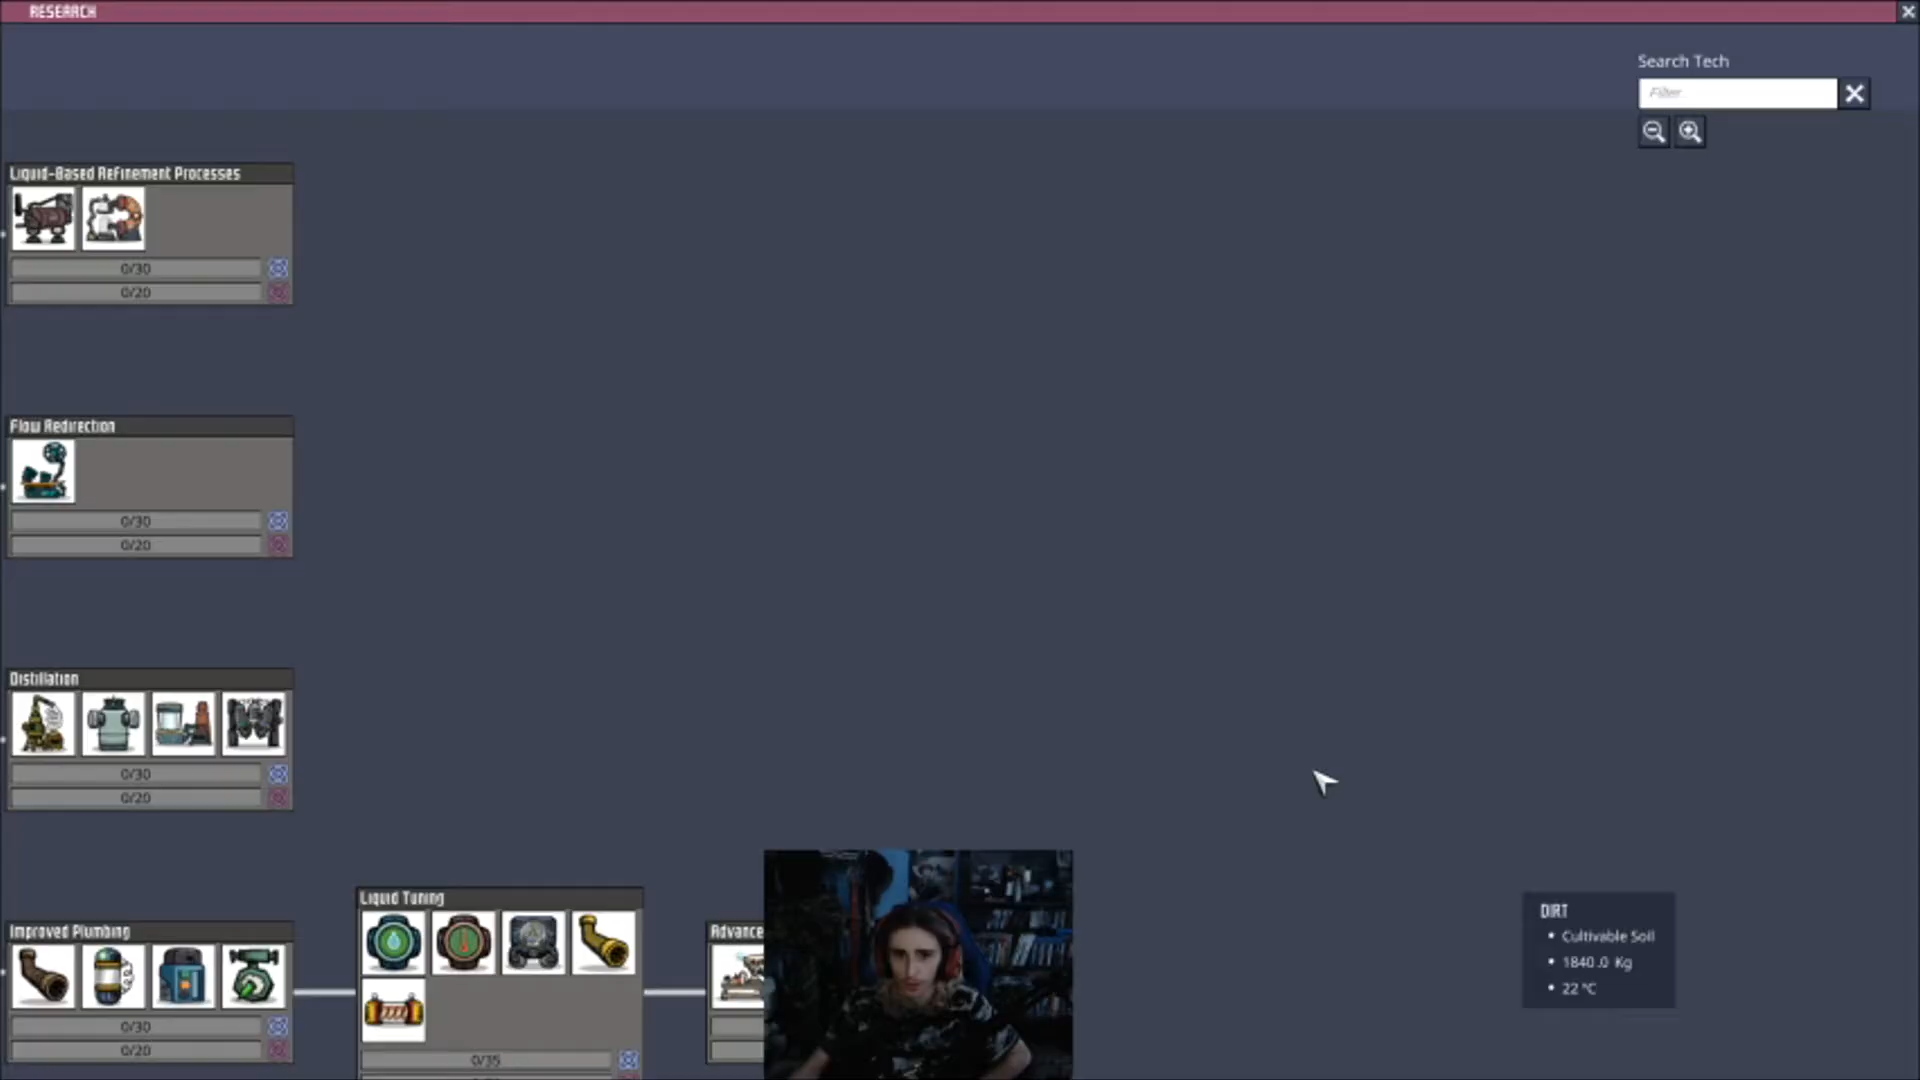 RESEARCH
Search Tech
Filter
Liquid-Based Refinement Processes
0/30
0/20
Flow Redirection
0/30
0/20
Distillation
0/30
0/20
Improved Plumbing
0/30
0/20
Liquid Tuning
0/35
Advance
DIRT
• Cultivable Soil
• 1840.0 Kg
• 22 °C